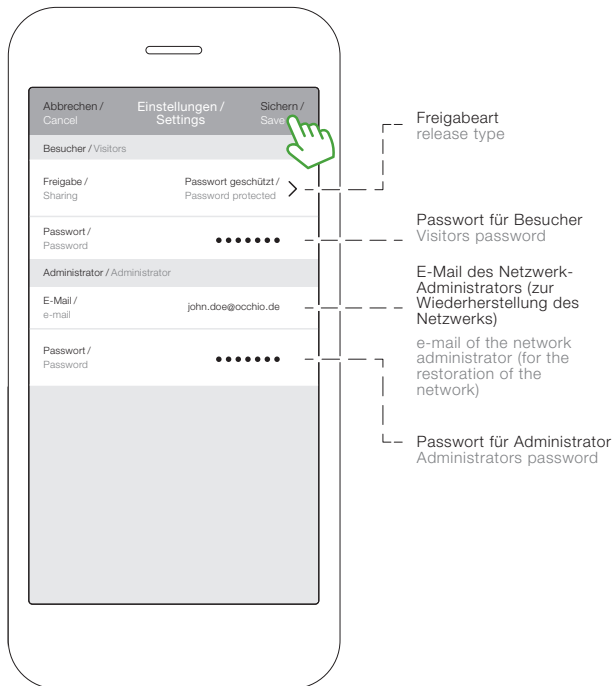 Abbrechen /
Cancel
Einstellungen /
Settings
Sichern /
Save
Besucher / Visitors
Freigabe /
Sharing
Passwort geschützt /
Password protected
Passwort /
Password
•••••••
Administrator / Administrator
E-Mail /
e-mail
john.doe@occhio.de
Passwort /
Password
•••••••
Freigabeart
release type
Passwort für Besucher
Visitors password
E-Mail des Netzwerk-
Administrators (zur
Wiederherstellung des
Netzwerks)
e-mail of the network
administrator (for the
restoration of the
network)
Passwort für Administrator
Administrators password